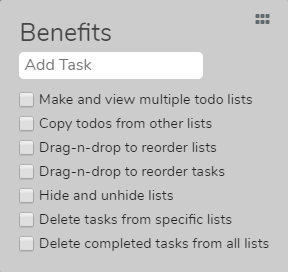 Benefits
Add Task
Make and view multiple todo lists
Copy todos from other lists
Drag-n-drop to reorder lists
Drag-n-drop to reorder tasks
Hide and unhide lists
Delete tasks from specific lists
Delete completed tasks from all lists